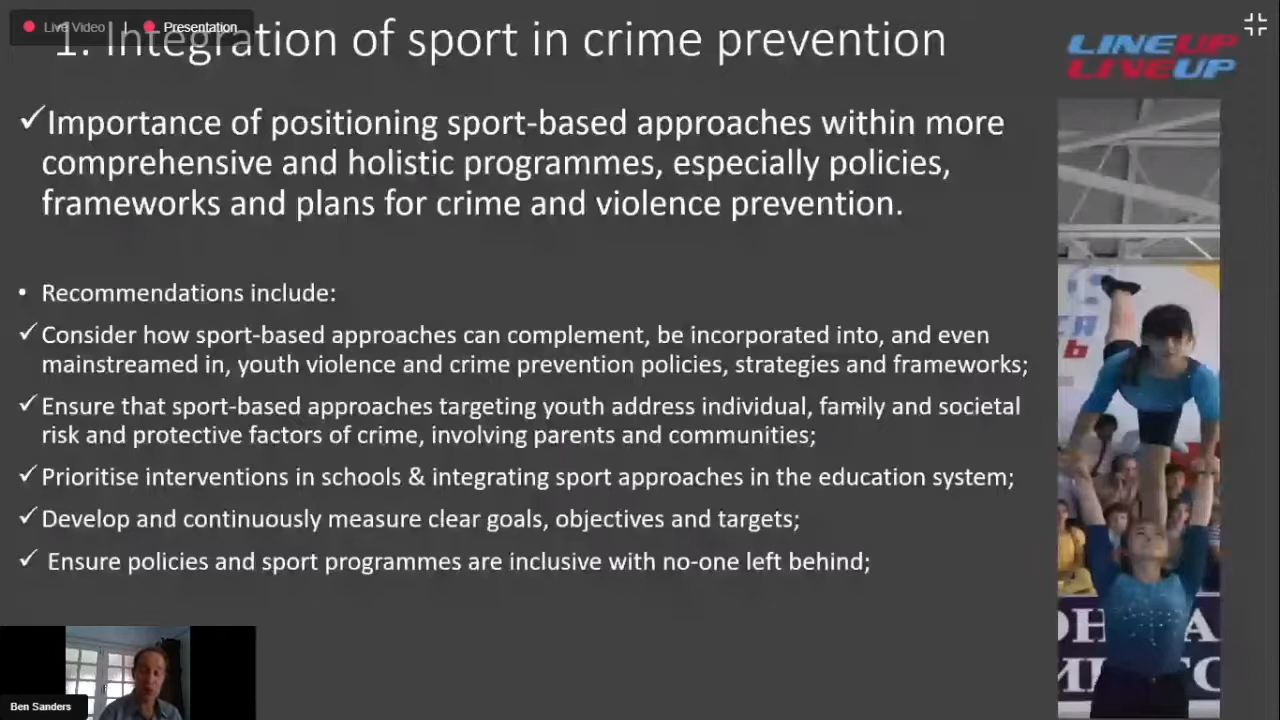 Live Video
Presentation
1. Integration of sport in crime prevention
LINEUP
LIVEUP
✓Importance of positioning sport-based approaches within more
comprehensive and holistic programmes, especially policies,
frameworks and plans for crime and violence prevention.
• Recommendations include:
✓ Consider how sport-based approaches can complement, be incorporated into, and even
mainstreamed in, youth violence and crime prevention policies, strategies and frameworks;
✓ Ensure that sport-based approaches targeting youth address individual, family and societal
risk and protective factors of crime, involving parents and communities;
✓ Prioritise interventions in schools & integrating sport approaches in the education system;
✓ Develop and continuously measure clear goals, objectives and targets;
✓ Ensure policies and sport programmes are inclusive with no-one left behind;
Ben Sanders